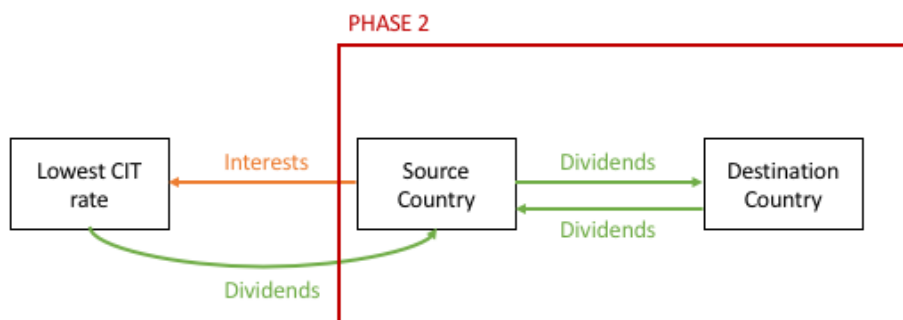 PHASE 2
Lowest CIT
rate
Interests
Source
Country
Dividends
Dividends
Destination
Country
Dividends